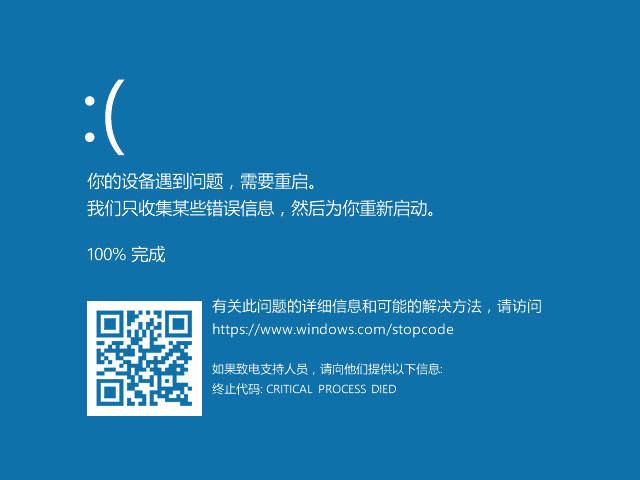 :(
你的设备遇到问题，需要重启。
我们只收集某些错误信息，然后为你重新启动。
100% 完成
有关此问题的详细信息和可能的解决方法，请访问
https://www.windows.com/stopcode
如果致电支持人员，请向他们提供以下信息:
终止代码: CRITICAL PROCESS DIED